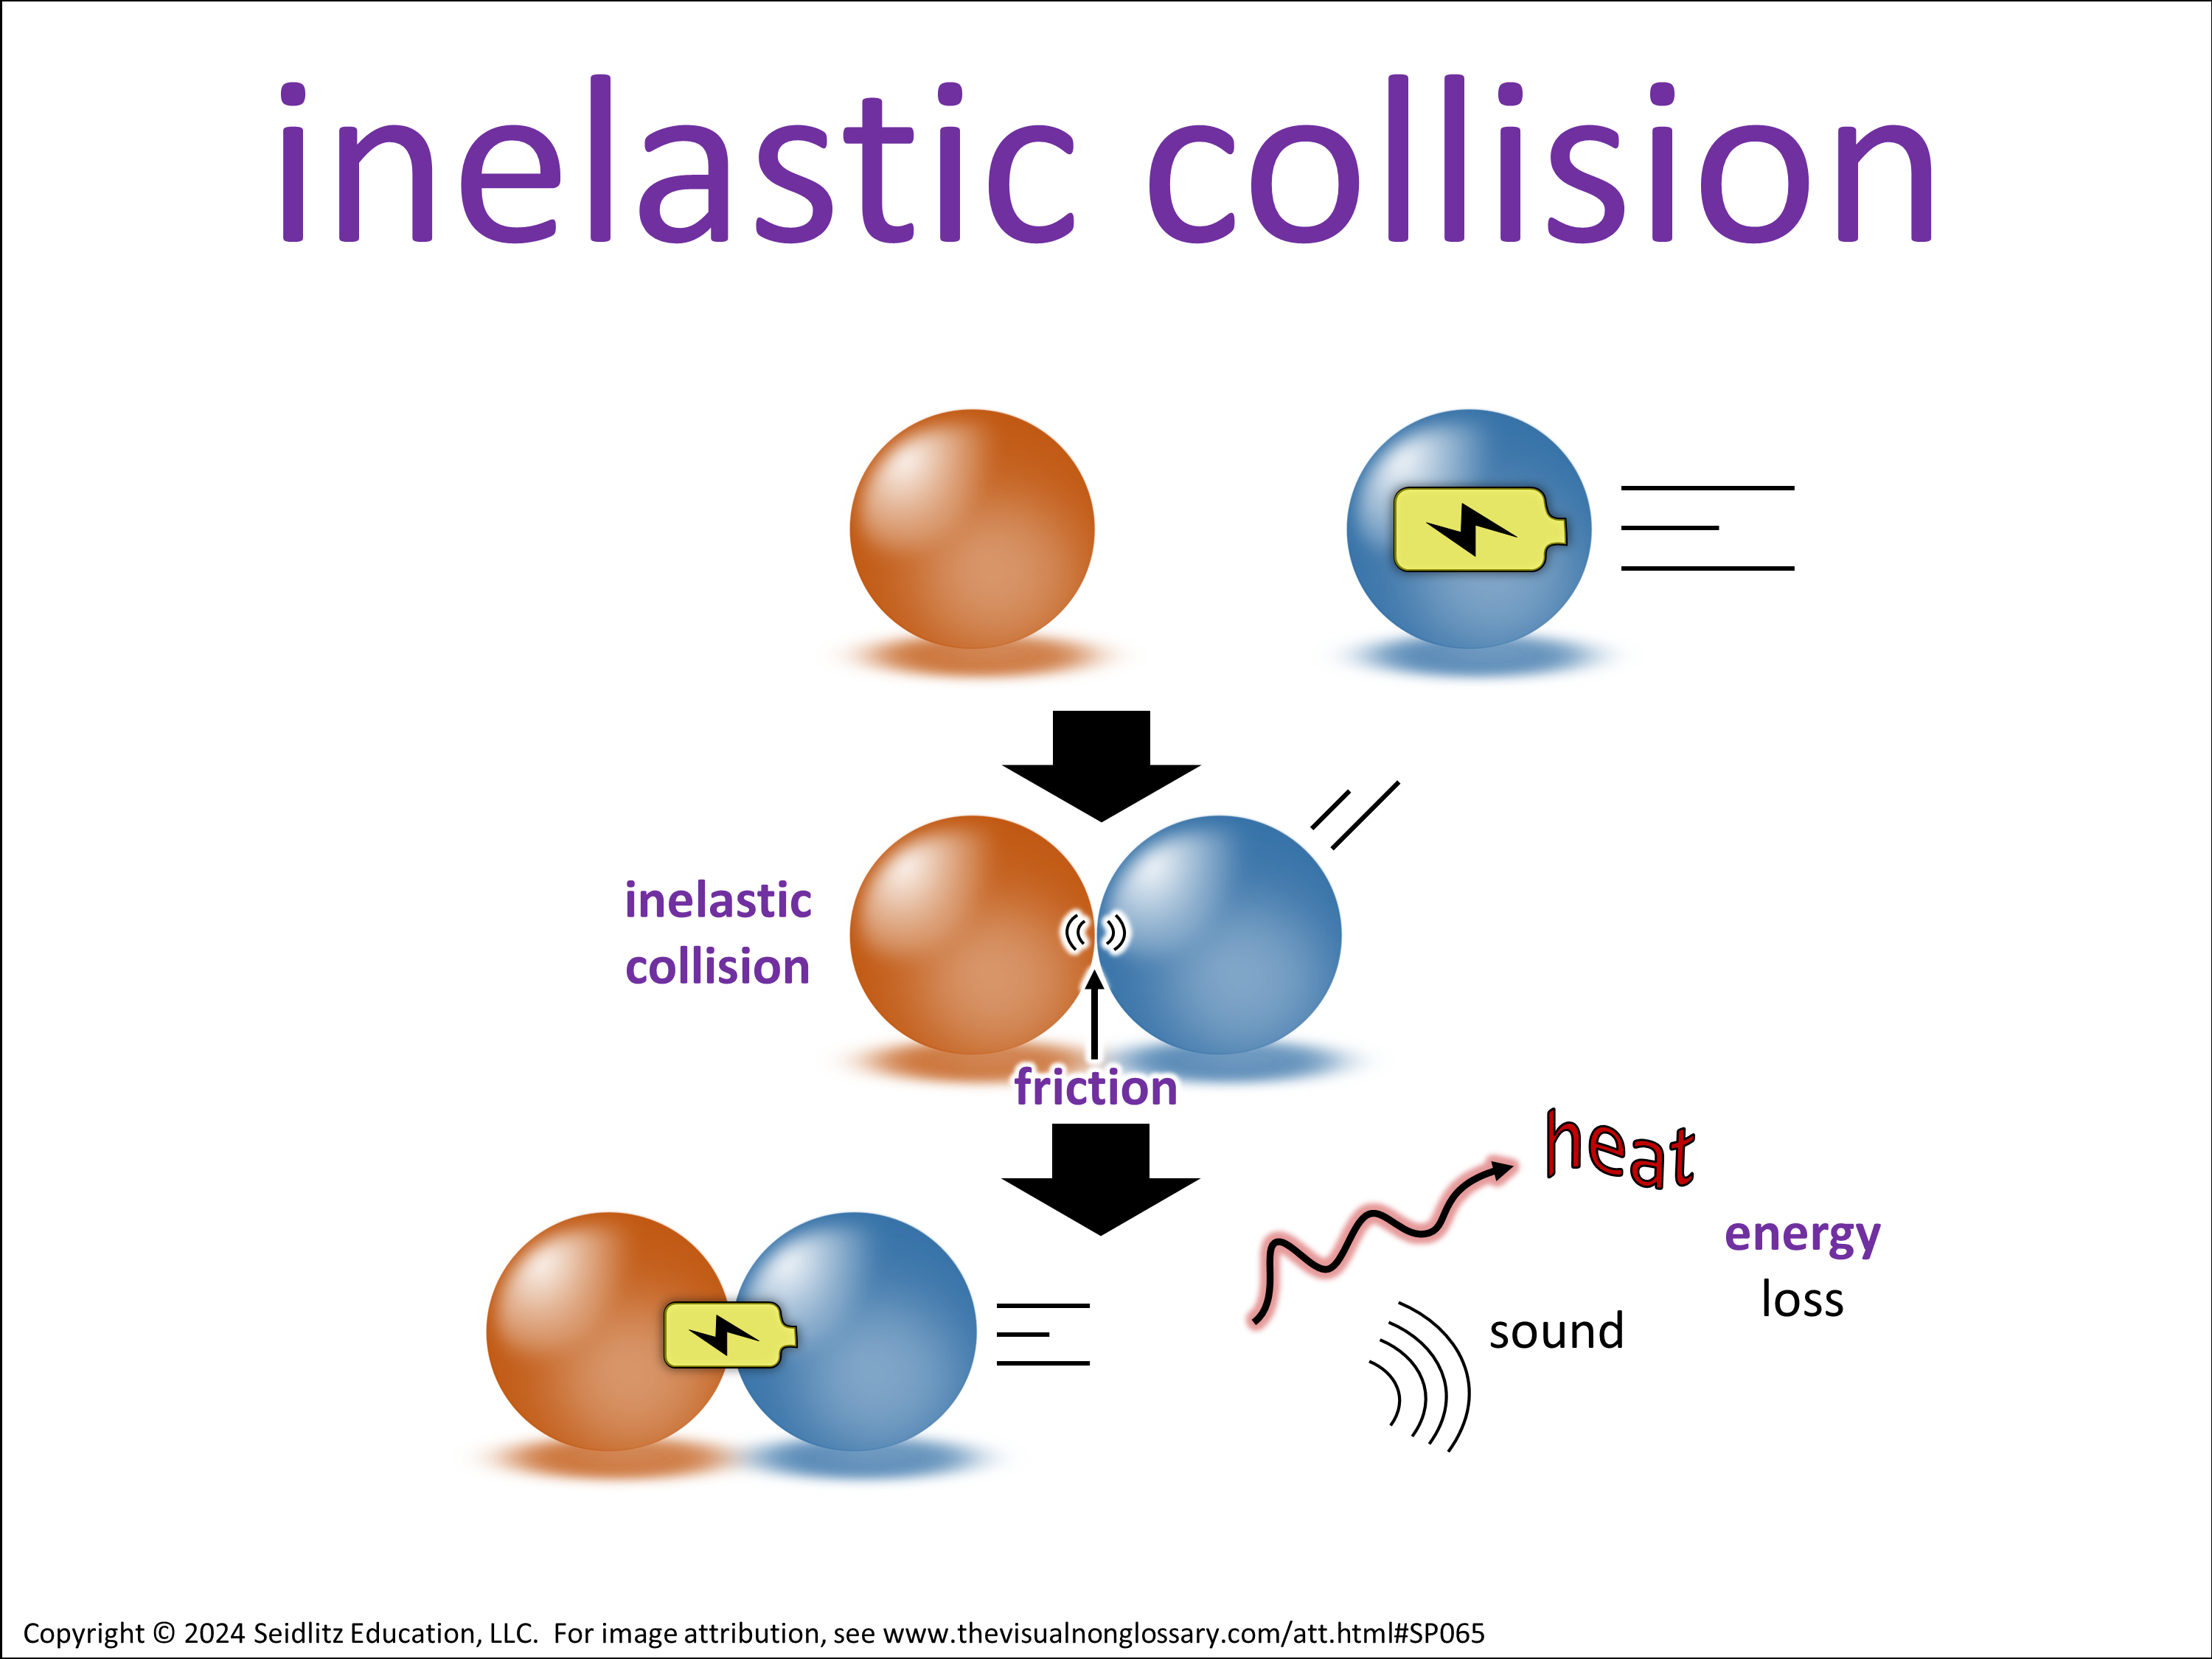 inelastic collision
inelastic
collision
friction
heat
energy
loss
sound
Copyright © 2024 Seidlitz Education, LLC.  For image attribution, see www.thevisualnonglossary.com/att.html#SP065